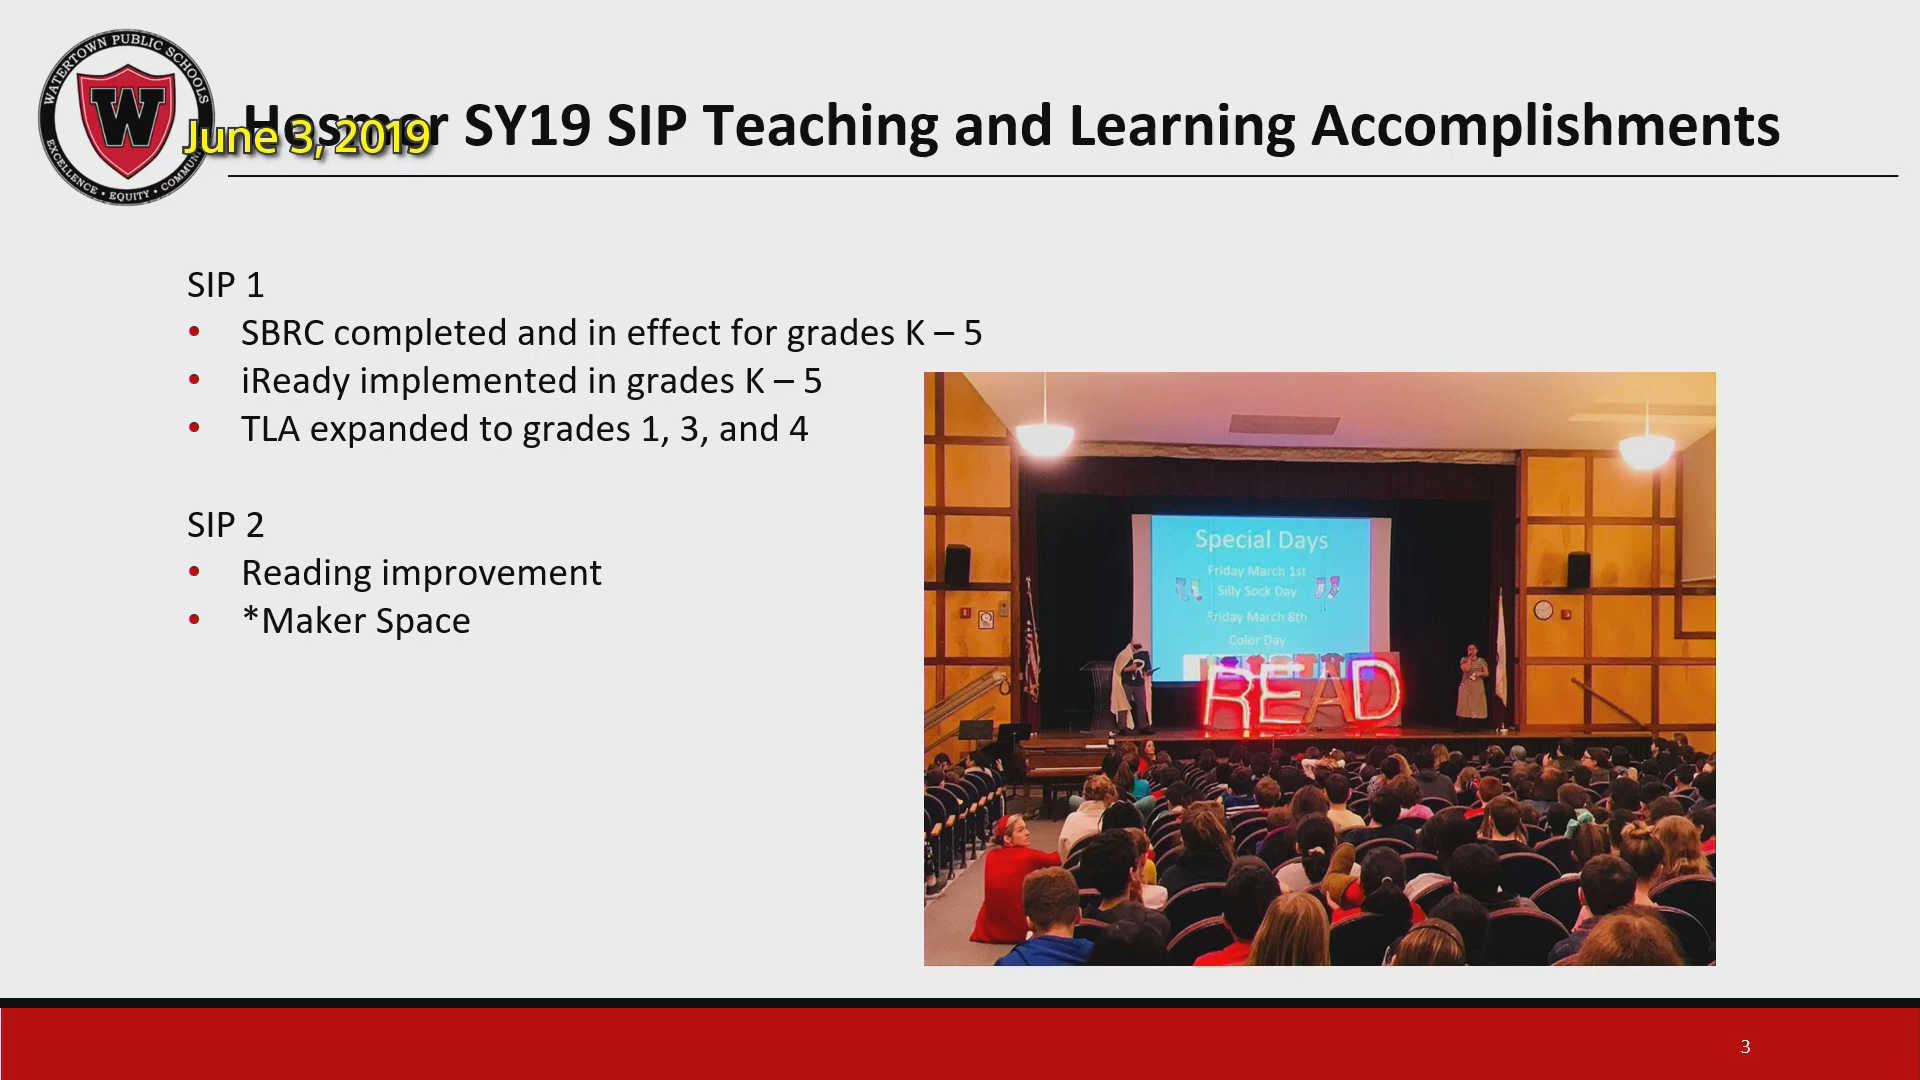 WATERTOWN PUBLIC SCHOOLS
W
EXCELLENCE • EQUITY •
June 3, 2019
SY19 SIP Teaching and Learning Accomplishments
SIP 1
• SBRC completed and in effect for grades K – 5
• iReady implemented in grades K – 5
• TLA expanded to grades 1, 3, and 4
SIP 2
• Reading improvement
• *Maker Space
Special Days
Friday March 1st
Silly Sock Day
Friday March 8th
Color Day
READ
3